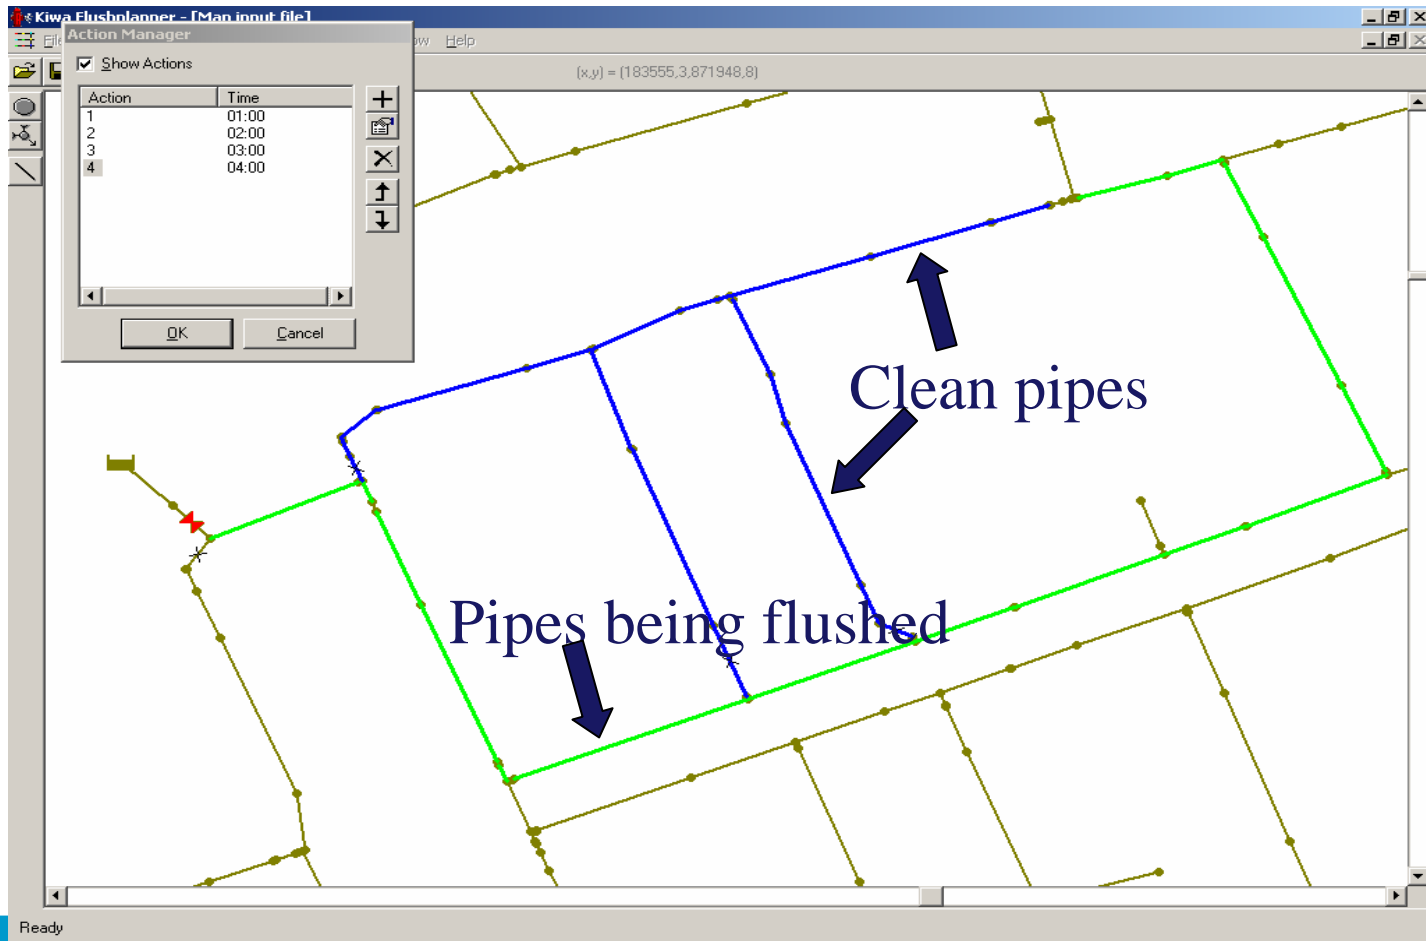 Kiwa Flushplanner - [Map input file]
Action Manager
Help
Show Actions
(x,y) = (183555,3,871948,8)
Action Time
1 01:00
2 02:00
3 03:00
4 04:00
OK Cancel
Clean pipes
Pipes being flushed
Ready